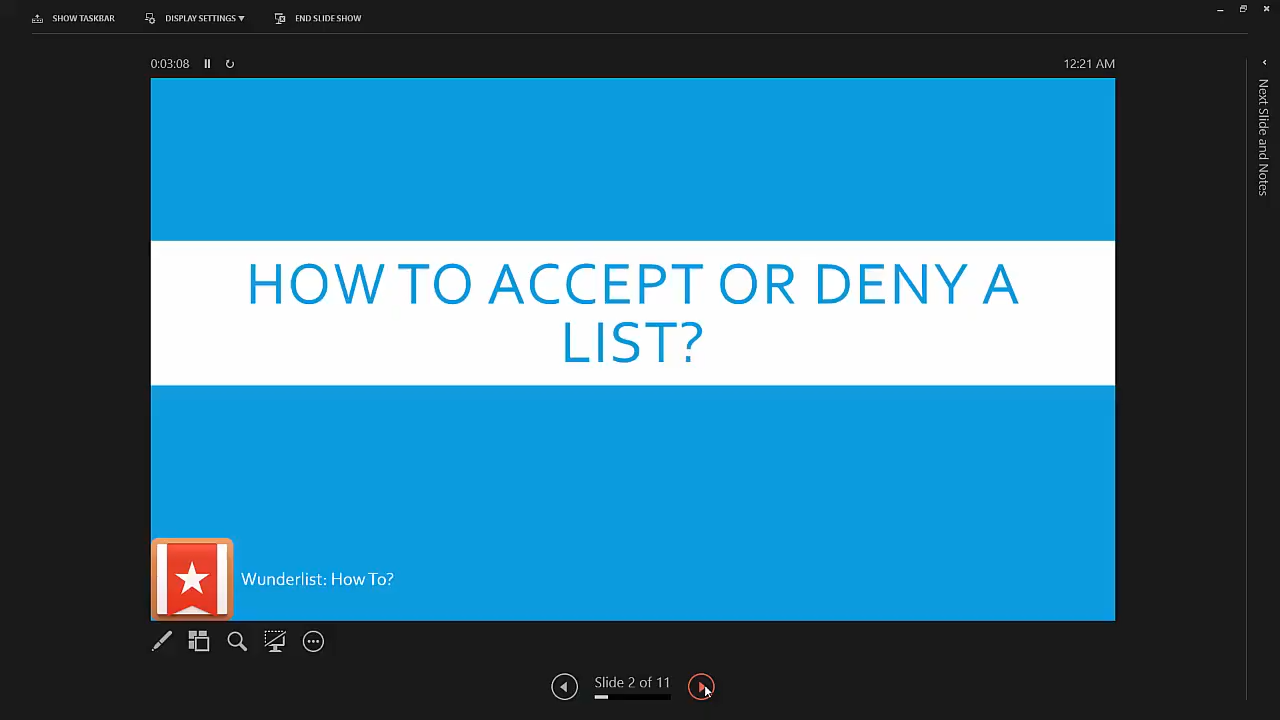 SHOW TASKBAR
DISPLAY SETTINGS ▼
END SLIDE SHOW
0:03:08
12:21 AM
Next Slide and Notes
HOW TO ACCEPT OR DENY A
LIST?
Wunderlist: How To?
Slide 2 of 11